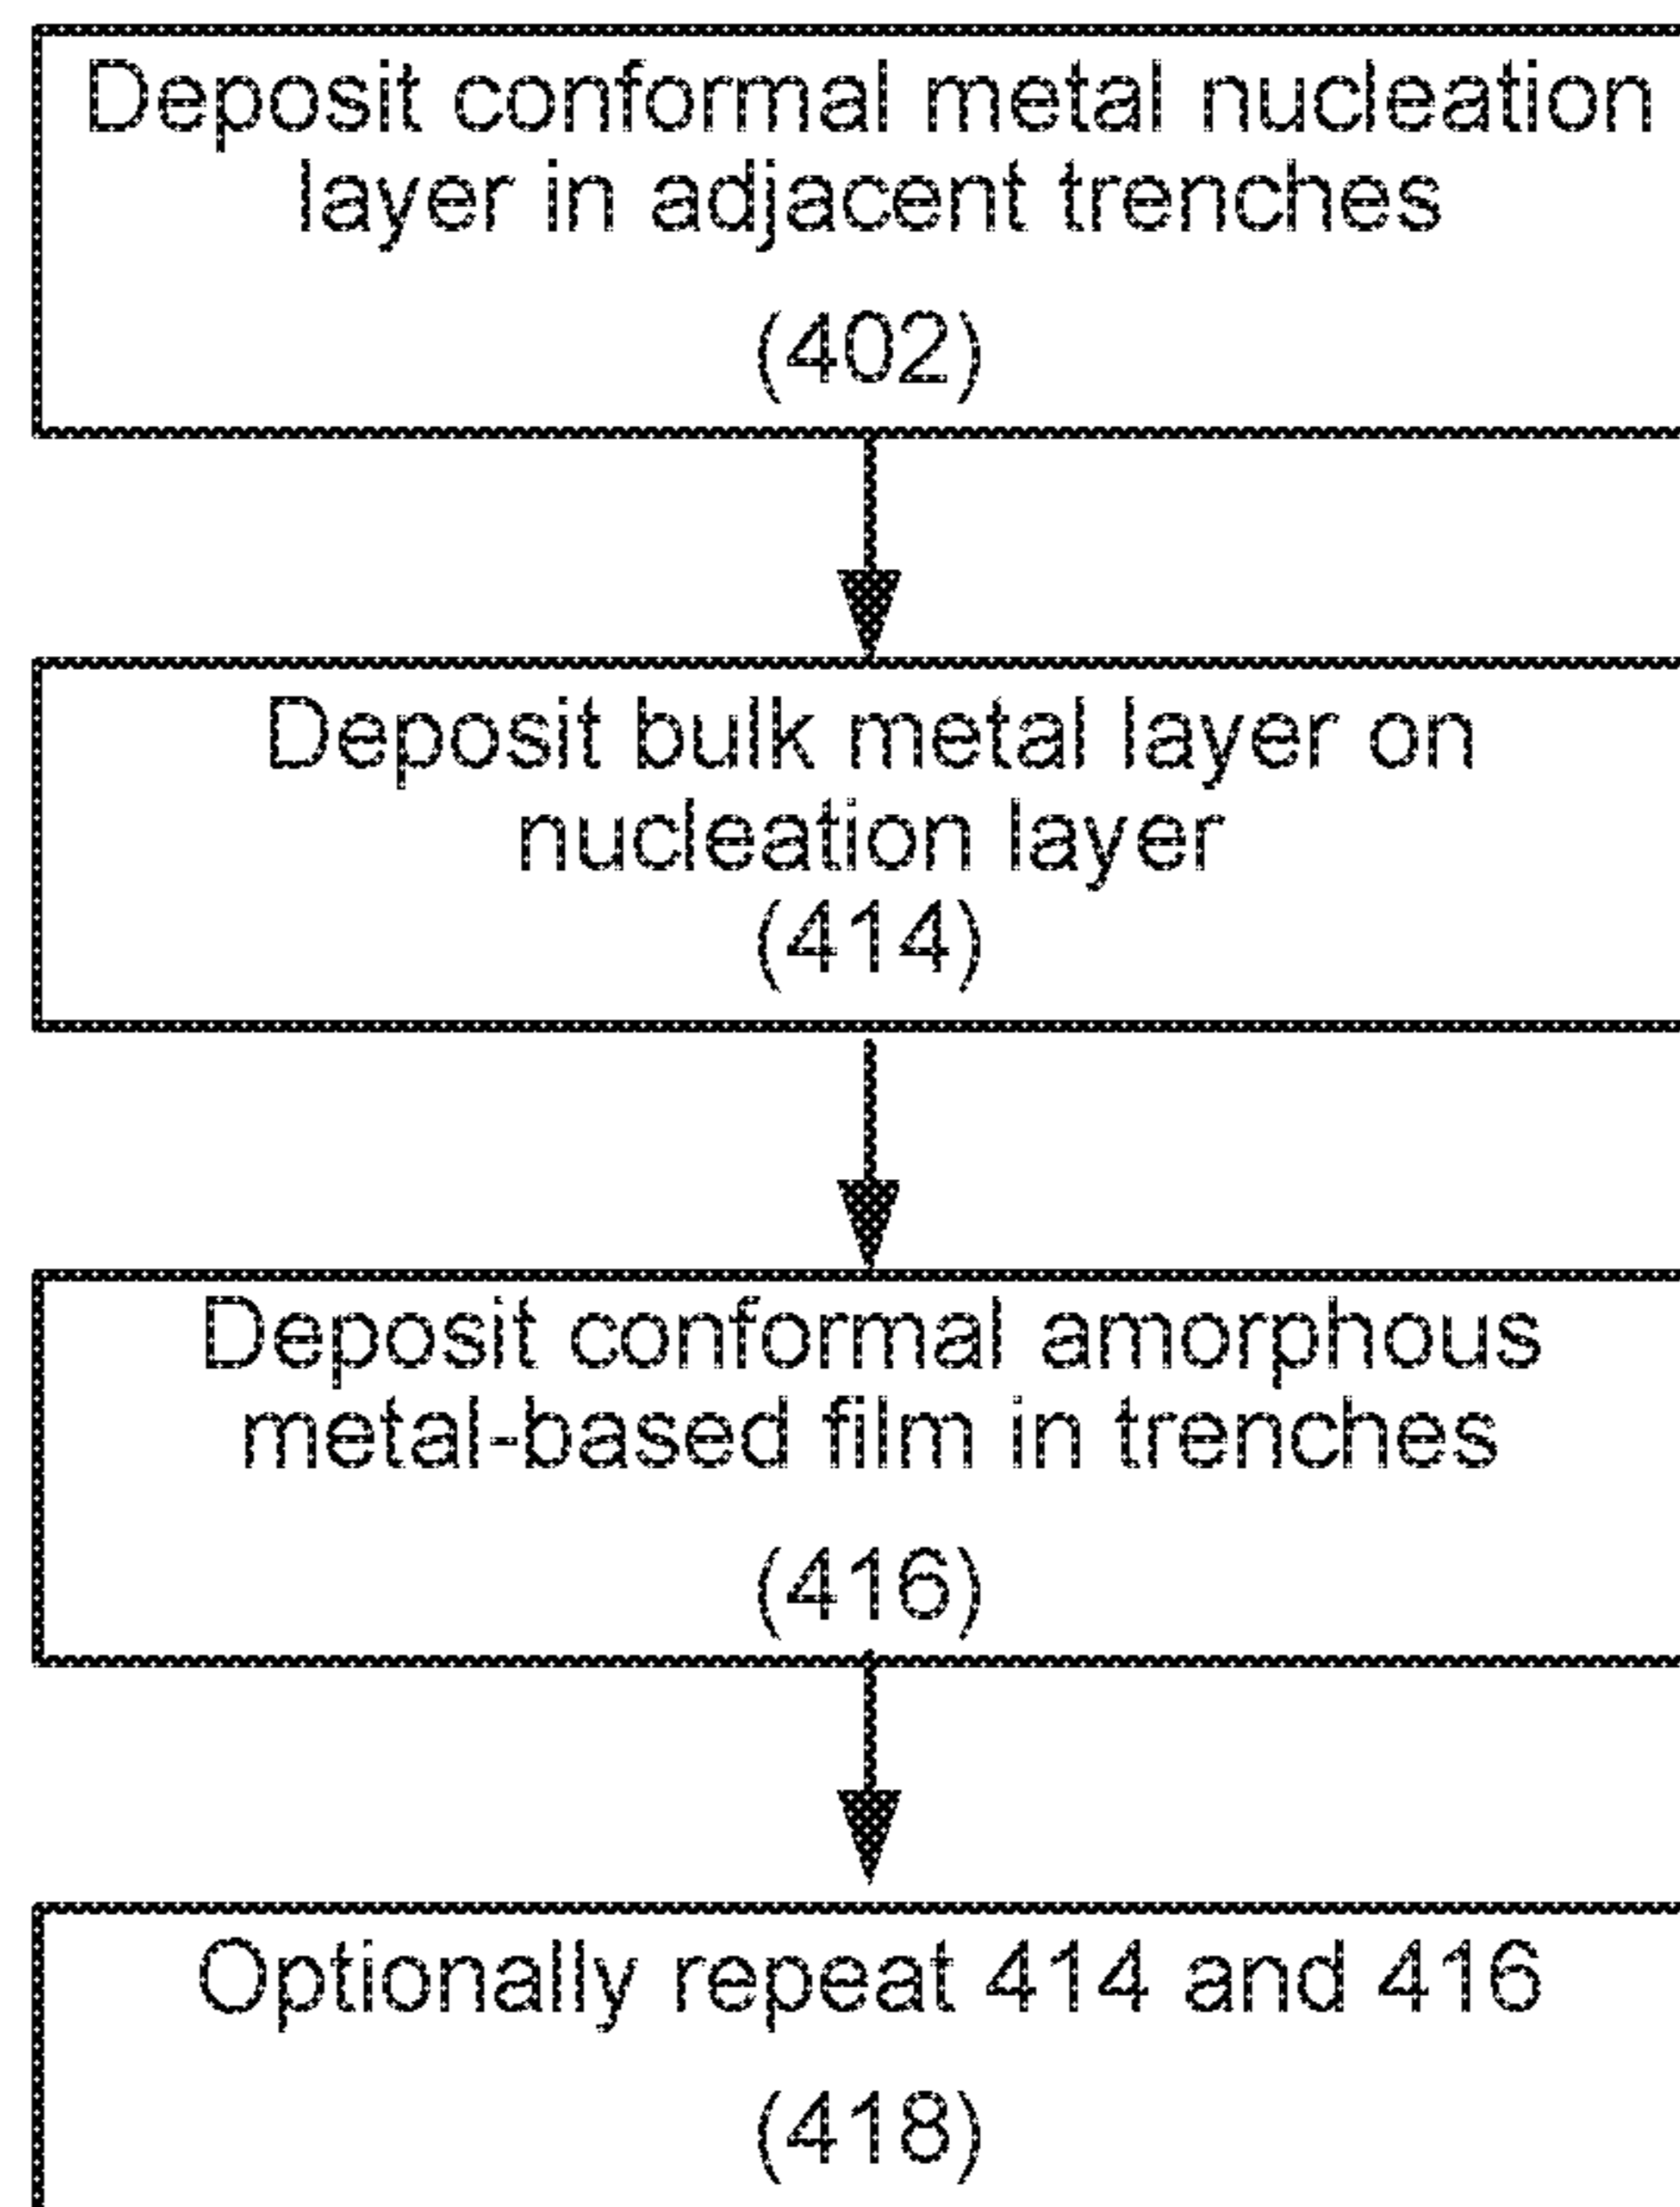 Deposit conformal metal nucleation
layer in adjacent trenches
(402)
Deposit bulk metal layer on
nucleation layer
(414)
Deposit conformal amorphous
metal-based film in trenches
(416)
Optionally repeat 414 and 416
(418)